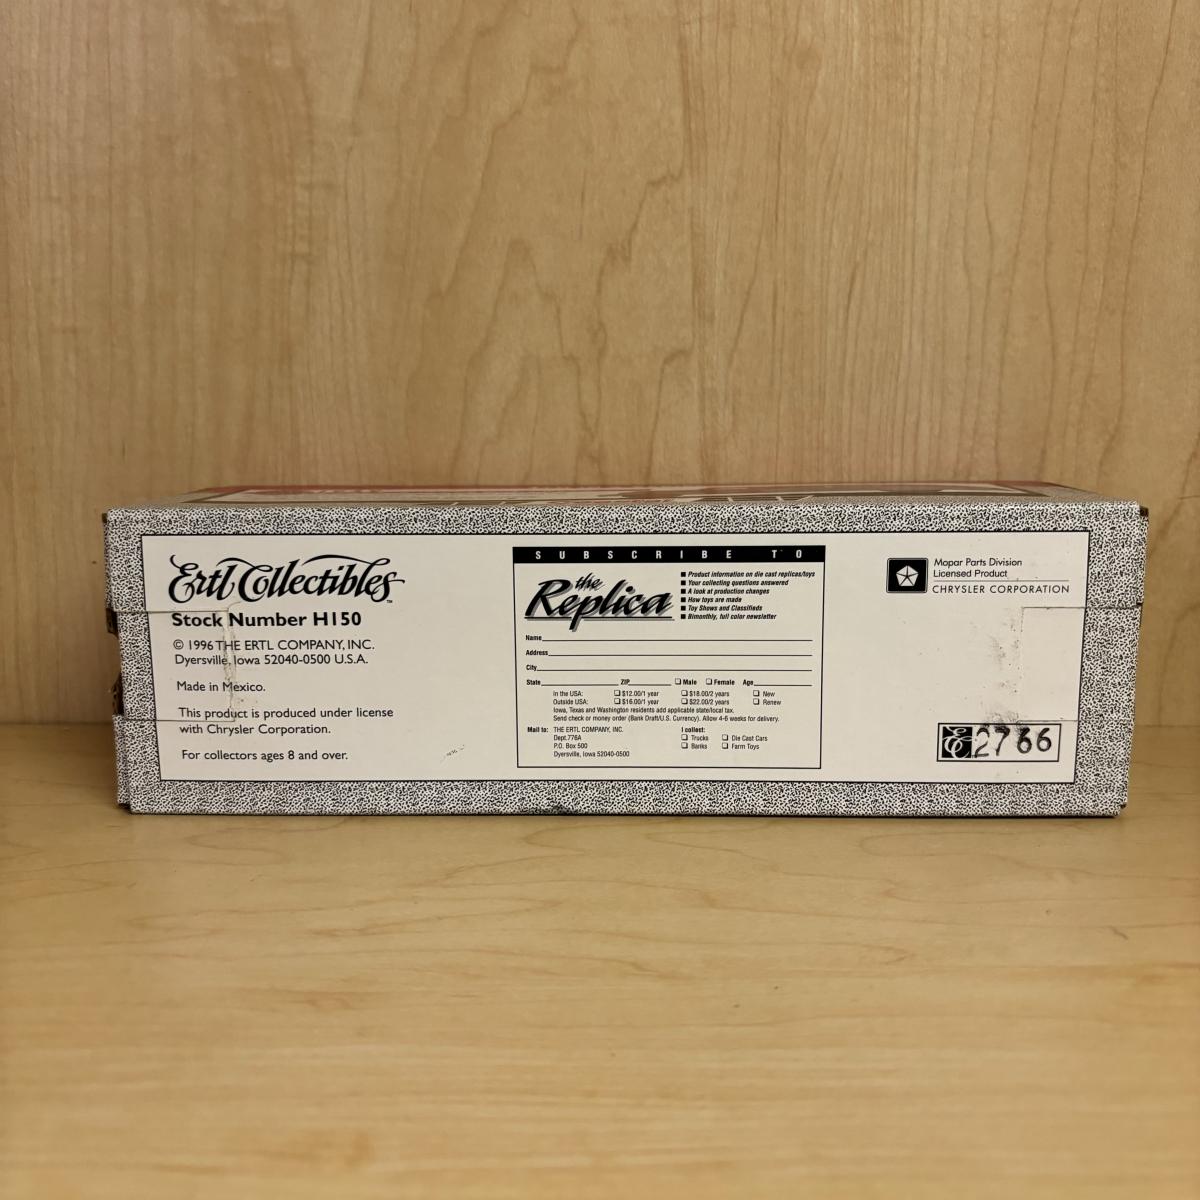 Ertl Collectibles™
Stock Number H150
© 1996 THE ERTL COMPANY, INC.
Dyersville, Iowa 52040-0500 U.S.A.
Made in Mexico.
This product is produced under license
with Chrysler Corporation.
For collectors ages 8 and over.
SUBSCRIBE TO
the
Replica
■ Product information on die cast replicas/toys
■ Your collecting questions answered
■ A look at production changes
■ How toys are made
■ Toy Shows and Classifieds
■ Bimonthly, full color newsletter
Name
Address
City
State ZIP ❑ Male ❑ Female Age
In the USA: ❑ $12.00/1 year ❑ $18.00/2 years ❑ New
Outside USA: ❑ $16.00/1 year ❑ $22.00/2 years ❑ Renew
Iowa, Texas and Washington residents add applicable state/local tax.
Send check or money order (Bank Draft/U.S. Currency). Allow 4-6 weeks for delivery.
Mail to: THE ERTL COMPANY, INC.
Dept.776A
P.O. Box 500
Dyersville, Iowa 52040-0500
I collect:
❑ Trucks ❑ Die Cast Cars
❑ Banks ❑ Farm Toys
Mopar Parts Division
Licensed Product
CHRYSLER CORPORATION
EC 2766